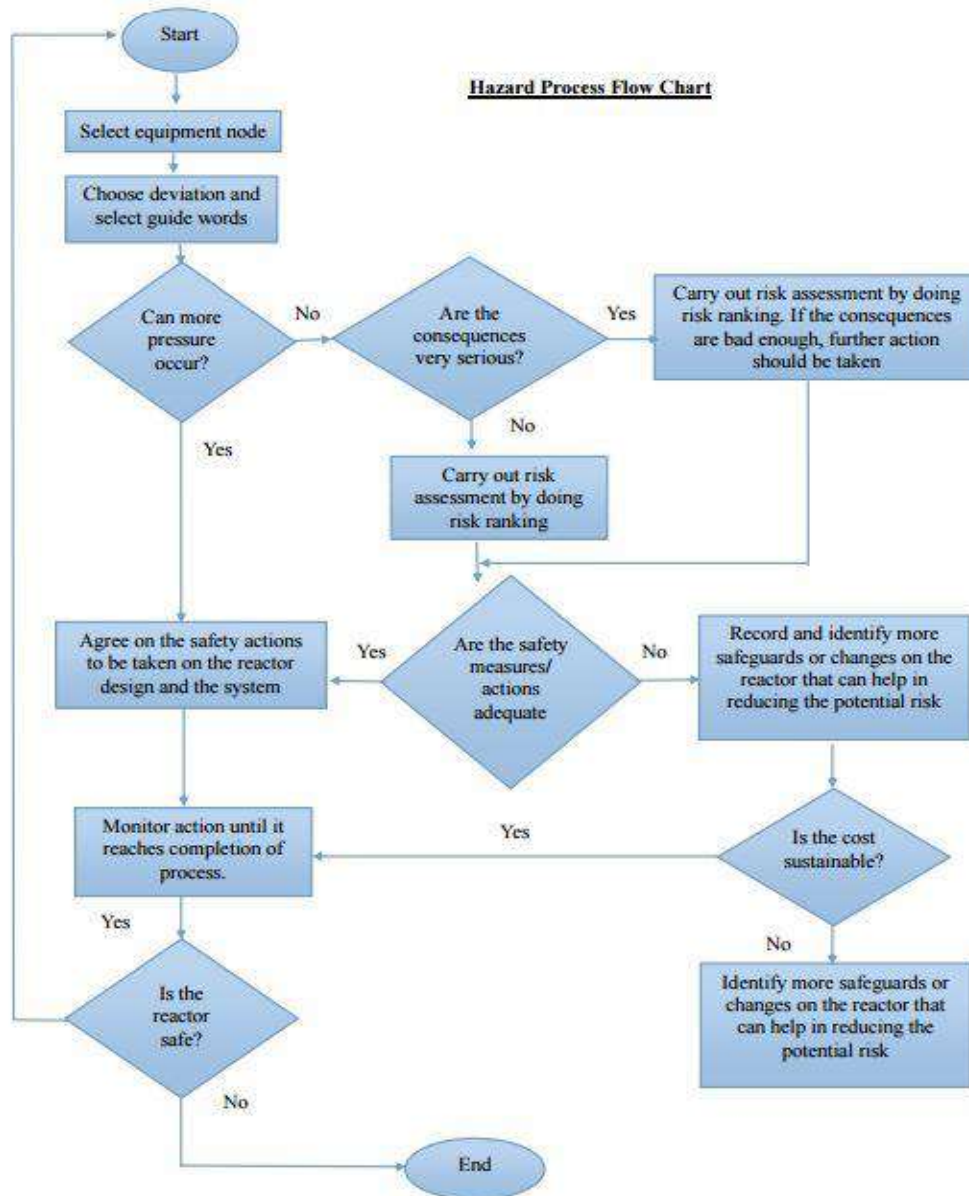 Start
Hazard Process Flow Chart
Select equipment node
Choose deviation and
select guide words
Can more
pressure
occur?
No
Are the
consequences
very serious?
Yes
Carry out risk assessment by doing
risk ranking. If the consequences
are bad enough, further action
should be taken
Yes
No
Carry out risk
assessment by doing
risk ranking
Agree on the safety actions
to be taken on the reactor
design and the system
Yes
Are the safety
measures/
actions
adequate
No
Record and identify more
safeguards or changes on the
reactor that can help in
reducing the potential risk
Monitor action until it
reaches completion of
process.
Yes
Is the cost
sustainable?
Yes
No
Is the
reactor
safe?
Identify more safeguards or
changes on the reactor that
can help in reducing the
potential risk
No
End